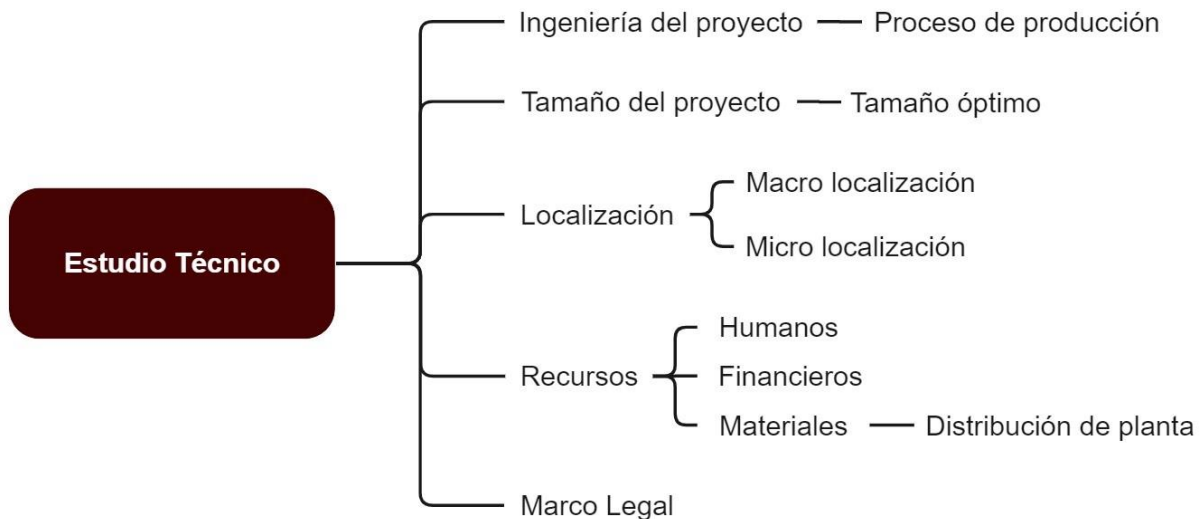 Estudio Técnico
Ingeniería del proyecto
Proceso de producción
Tamaño del proyecto
Tamaño óptimo
Localización
Macro localización
Micro localización
Recursos
Humanos
Financieros
Materiales
Distribución de planta
Marco Legal